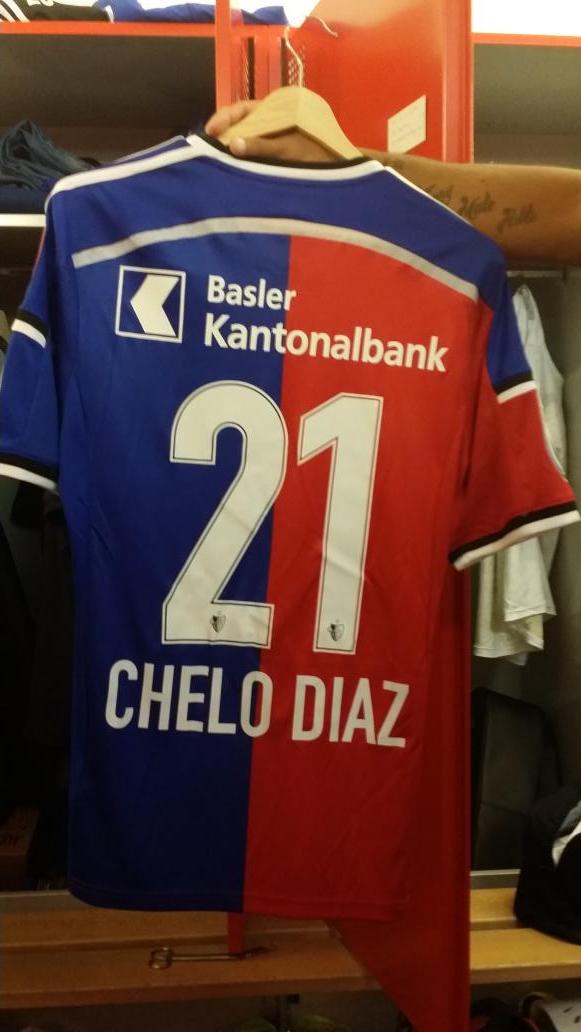 Basler
Kantonalbank
21
CHELO DIAZ